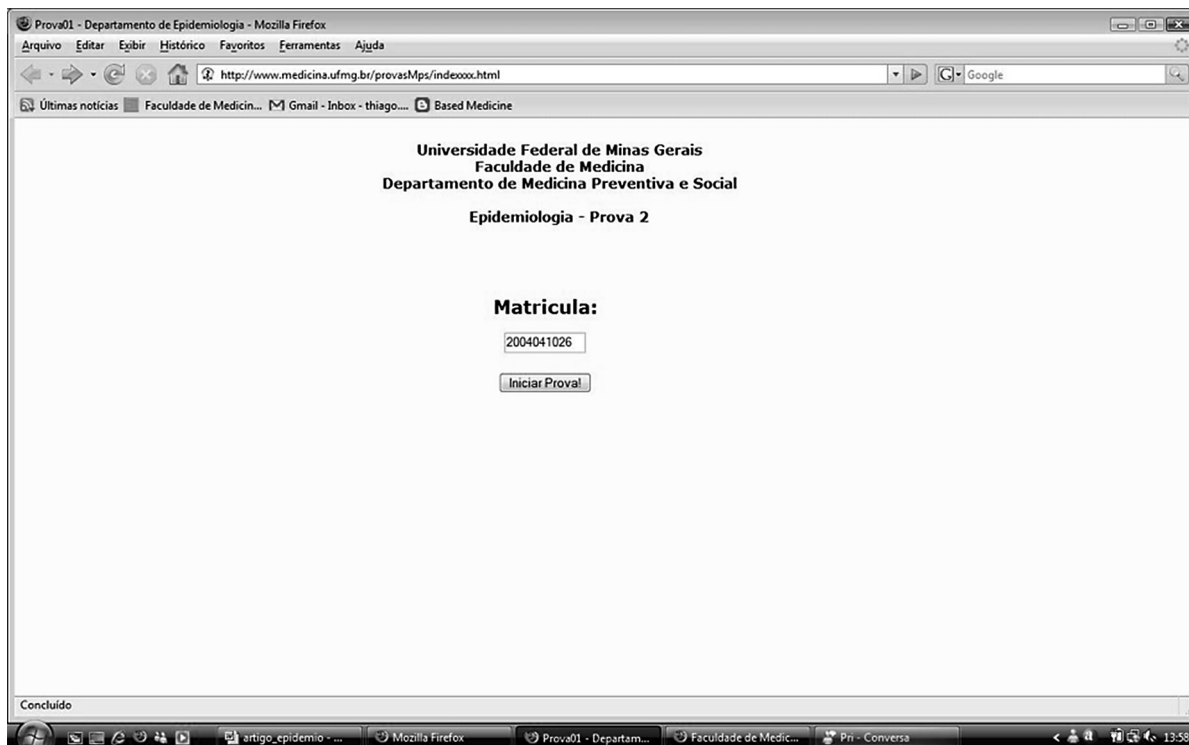 Prova01 - Departamento de Epidemiologia - Mozilla Firefox
Arquivo Editar Exibir Histórico Favoritos Ferramentas Ajuda
http://www.medicina.ufmg.br/provasMps/indexxxx.html
G Google
Últimas notícias Faculdade de Medicin... Gmail - Inbox - thiago.... Based Medicine
Universidade Federal de Minas Gerais
Faculdade de Medicina
Departamento de Medicina Preventiva e Social
Epidemiologia - Prova 2
Matricula:
2004041026
Iniciar Prova!
Concluído
artigo_epidemio - ... Mozilla Firefox Prova01 - Departam... Faculdade de Medic... Pri - Conversa 13:58